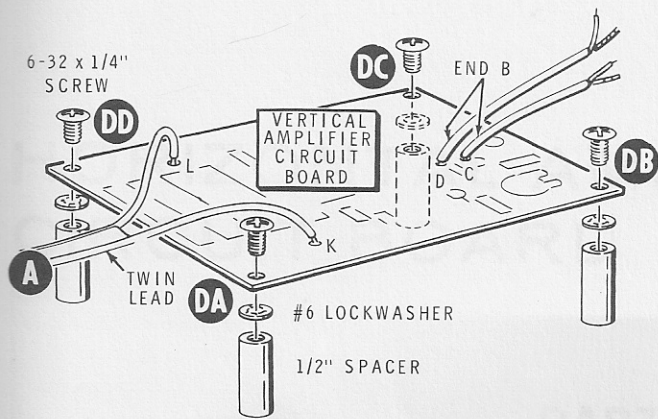 6-32 x 1/4"
SCREW
DD
DC
END B
VERTICAL
AMPLIFIER
CIRCUIT
BOARD
DB
L
D
C
K
A
TWIN
LEAD
DA
#6 LOCKWASHER
1/2" SPACER